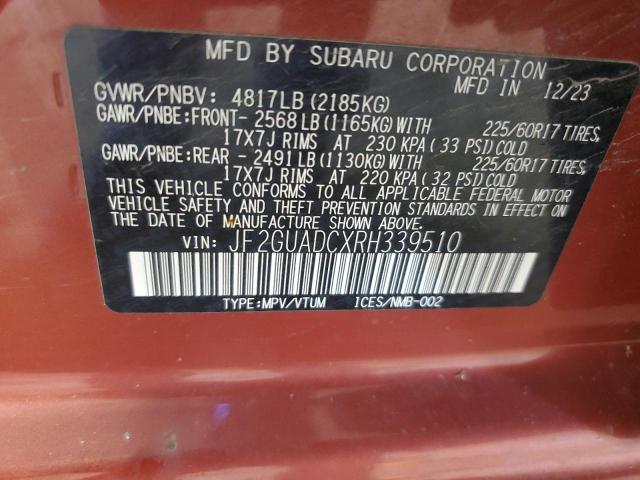 MFD BY SUBARU CORPORATION
MFD IN 12/23
GVWR/PNBV: 4817LB (2185KG)
GAWR/PNBE:FRONT- 2568 LB (1165KG) WITH 225/60R17 TIRES,
17X7J RIMS AT 230 KPA ( 33 PSI) COLD
GAWR/PNBE:REAR - 2491 LB (1130KG) WITH 225/60R17 TIRES,
17X7J RIMS AT 220 KPA ( 32 PSI) COLD
THIS VEHICLE CONFORMS TO ALL APPLICABLE FEDERAL MOTOR
VEHICLE SAFETY AND THEFT PREVENTION STANDARDS IN EFFECT ON
THE DATE OF MANUFACTURE SHOWN ABOVE.
VIN: JF2GUADCXRH339510
TYPE:MPV/VTUM ICES/NMB-002